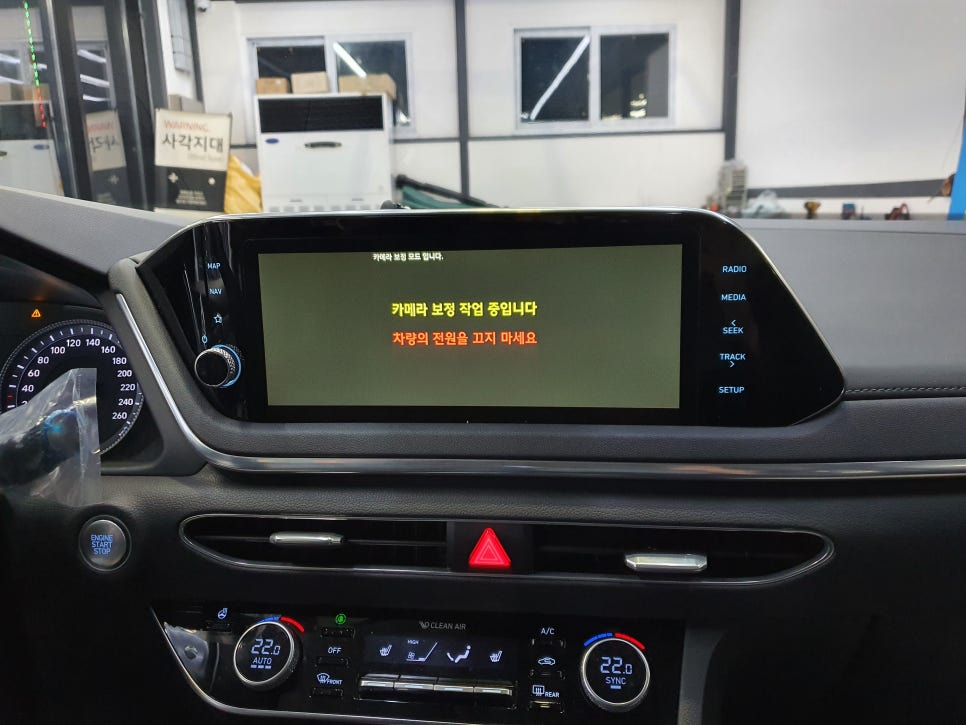 WARNING
사각지대
카메라 보정 모드 입니다.
카메라 보정 작업 중입니다
차량의 전원을 끄지 마세요
MAP
NAV
RADIO
MEDIA
SEEK
TRACK
SETUP
20
40
60
80
100
120
140
160
180
200
220
240
260
ENGINE
START
STOP
CLEAN AIR
22.0
AUTO
OFF
FRONT
HIGH
A/C
REAR
22.0
SYNC